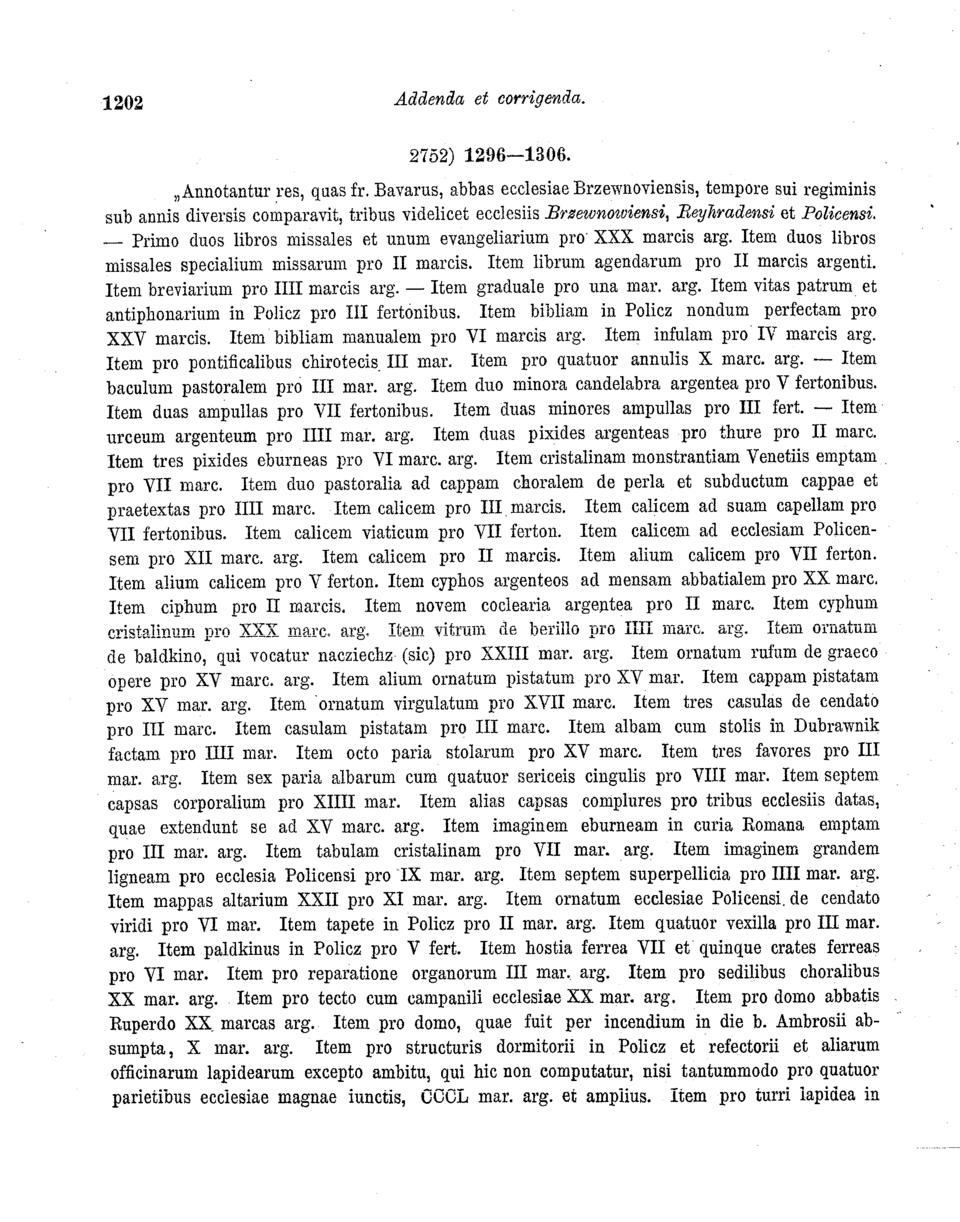 1202
Addenda et corrigenda.
2752) 1296—1306.
„Annotantur res, quas fr. Bavarus, abbas ecclesiae Brzewnoviensis, tempore sui regiminis
sub annis diversis comparavit, tribus videlicet ecclesiis Brzewnowiensi, Reyhradensi et Policensi.
— Primo duos libros missales et unum evangeliarium pro XXX marcis arg. Item duos libros
missales specialium missarum pro II marcis. Item librum agendarum pro II marcis argenti.
Item breviarium pro IIII marcis arg. — Item graduale pro una mar. arg. Item vitas patrum et
antiphonarium in Policz pro III fertonibus. Item bibliam in Policz nondum perfectam pro
XXV marcis. Item bibliam manualem pro VI marcis arg. Item infulam pro IV marcis arg.
Item pro pontificalibus chirotecis III mar. Item pro quatuor annulis X marc. arg. — Item
baculum pastoralem pro III mar. arg. Item duo minora candelabra argentea pro V fertonibus.
Item duas ampullas pro VII fertonibus. Item duas minores ampullas pro III fert. — Item
urceum argenteum pro IIII mar. arg. Item duas pixides argenteas pro thure pro II marc.
Item tres pixides eburneas pro VI marc. arg. Item cristalinam monstrantiam Venetiis emptam
pro VII marc. Item duo pastoralia ad cappam choralem de perla et subductum cappae et
praetextas pro IIII marc. Item calicem pro III marcis. Item calicem ad suam capellam pro
VII fertonibus. Item calicem viaticum pro VII ferton. Item calicem ad ecclesiam Policen-
sem pro XII marc. arg. Item calicem pro II marcis. Item alium calicem pro VII ferton.
Item alium calicem pro V ferton. Item cyphos argenteos ad mensam abbatialem pro XX marc.
Item ciphum pro II marcis. Item novem coclearia argentea pro II marc. Item cyphum
cristalinum pro XXX marc. arg. Item vitrum de berillo pro IIII marc. arg. Item ornatum
de baldkino, qui vocatur nacziechz (sic) pro XXIII mar. arg. Item ornatum rufum de graeco
opere pro XV marc. arg. Item alium ornatum pistatum pro XV mar. Item cappam pistatam
pro XV mar. arg. Item ornatum virgulatum pro XVII marc. Item tres casulas de cendato
pro III marc. Item casulam pistatam pro III marc. Item albam cum stolis in Dubrawnik
factam pro IIII mar. Item octo paria stolarum pro XV marc. Item tres favores pro III
mar. arg. Item sex paria albarum cum quatuor sericeis cingulis pro VIII mar. Item septem
capsas corporalium pro XIIII mar. Item alias capsas complures pro tribus ecclesiis datas,
quae extendunt se ad XV marc. arg. Item imaginem eburneam in curia Romana emptam
pro III mar. arg. Item tabulam cristalinam pro VII mar. arg. Item imaginem grandem
ligneam pro ecclesia Policensi pro IX mar. arg. Item septem superpellicia pro IIII mar. arg.
Item mappas altarium XXII pro XI mar. arg. Item ornatum ecclesiae Policensi de cendato
viridi pro VI mar. Item tapete in Policz pro II mar. arg. Item quatuor vexilla pro III mar.
arg. Item paldkinus in Policz pro V fert. Item hostia ferrea VII et quinque crates ferreas
pro VI mar. Item pro reparatione organorum III mar. arg. Item pro sedilibus choralibus
XX mar. arg. Item pro tecto cum campanili ecclesiae XX mar. arg. Item pro domo abbatis
Ruperdo XX marcas arg. Item pro domo, quae fuit per incendium in die b. Ambrosii ab-
sumpta, X mar. arg. Item pro structuris dormitorii in Policz et refectorii et aliarum
officinarum lapidearum excepto ambitu, qui hic non computatur, nisi tantummodo pro quatuor
parietibus ecclesiae magnae iunctis, CCCL mar. arg. et amplius. Item pro turri lapidea in